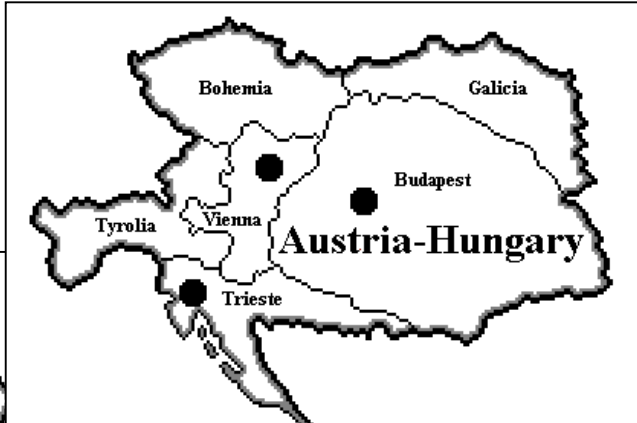 Bohemia
Galicia
Budapest
Tyrolia
Vienna
Austria-Hungary
Trieste